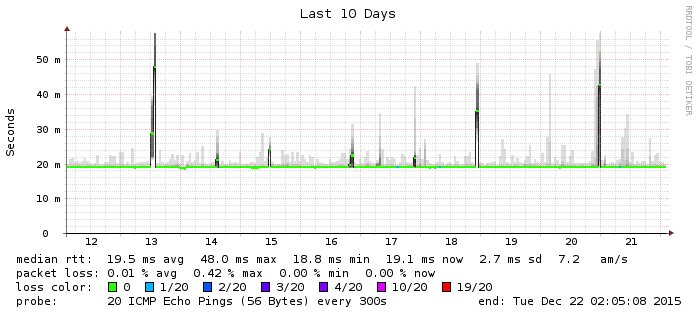 Last 10 Days
RRDTOOL / TOBI OETIKER
Seconds
50 m
40 m
30 m
20 m
10 m
0
12 13 14 15 16 17 18 19 20 21
median rtt: 19.5 ms avg 48.0 ms max 18.8 ms min 19.1 ms now 2.7 ms sd 7.2 am/s
packet loss: 0.01 % avg 0.42 % max 0.00 % min 0.00 % now
loss color: 0 1/20 2/20 3/20 4/20 10/20 19/20
probe: 20 ICMP Echo Pings (56 Bytes) every 300s end: Tue Dec 22 02:05:08 2015